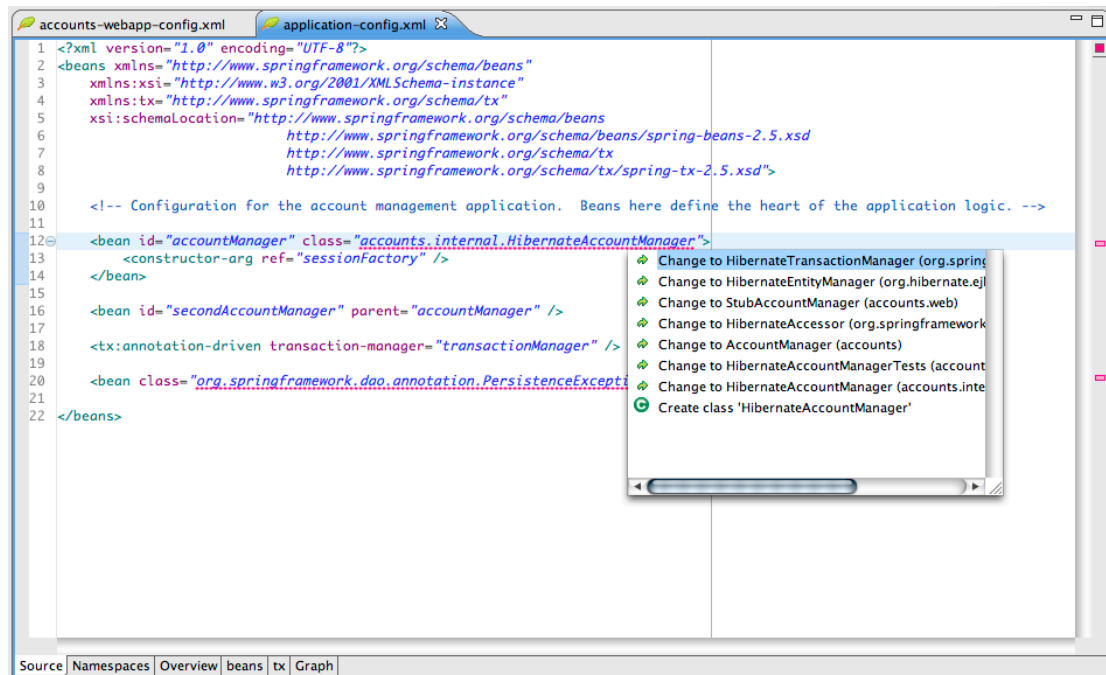 accounts-webapp-config.xml application-config.xml
1 <?xml version="1.0" encoding="UTF-8"?>
2 <beans xmlns="http://www.springframework.org/schema/beans"
3 xmlns:xsi="http://www.w3.org/2001/XMLSchema-instance"
4 xmlns:tx="http://www.springframework.org/schema/tx"
5 xsi:schemaLocation="http://www.springframework.org/schema/beans
6 http://www.springframework.org/schema/beans/spring-beans-2.5.xsd
7 http://www.springframework.org/schema/tx
8 http://www.springframework.org/schema/tx/spring-tx-2.5.xsd">
9
10 <!-- Configuration for the account management application.  Beans here define the heart of the application logic. -->
11
12 <bean id="accountManager" class="accounts.internal.HibernateAccountManager">
13 <constructor-arg ref="sessionFactory" />
14 </bean>
15
16 <bean id="secondAccountManager" parent="accountManager" />
17
18 <tx:annotation-driven transaction-manager="transactionManager" />
19
20 <bean class="org.springframework.dao.annotation.PersistenceExcepti
21
22 </beans>
Change to HibernateTransactionManager (org.spring
Change to HibernateEntityManager (org.hibernate.ej
Change to StubAccountManager (accounts.web)
Change to HibernateAccessor (org.springframework
Change to AccountManager (accounts)
Change to HibernateAccountManagerTests (account
Change to HibernateAccountManager (accounts.inte
C Create class 'HibernateAccountManager'
Source Namespaces Overview beans tx Graph